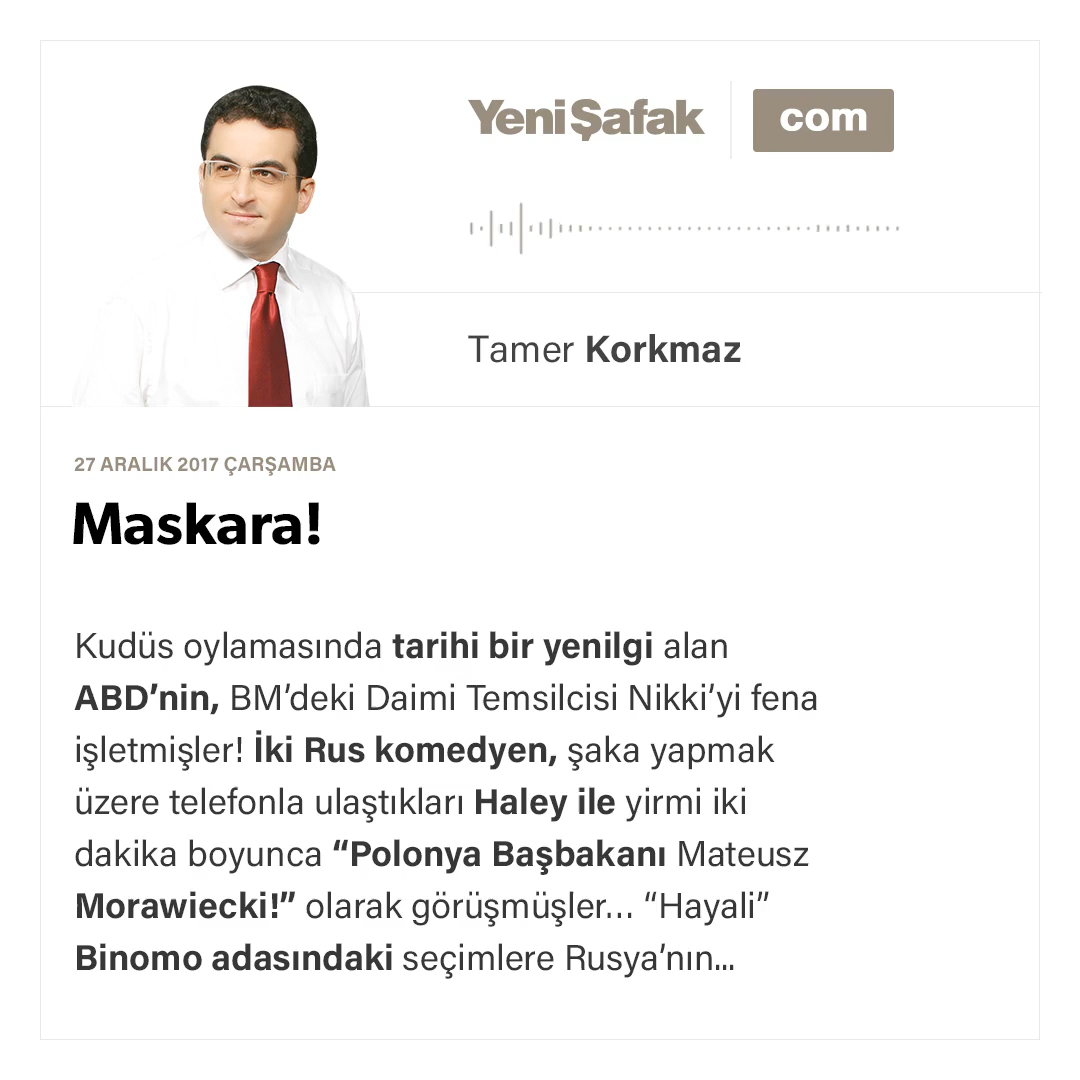 YeniŞafak com
Tamer Korkmaz
27 ARALIK 2017 ÇARŞAMBA
Maskara!
Kudüs oylamasında tarihi bir yenilgi alan
ABD’nin, BM’deki Daimi Temsilcisi Nikki’yi fena
işletmişler! İki Rus komedyen, şaka yapmak
üzere telefonla ulaştıkları Haley ile yirmi iki
dakika boyunca “Polonya Başbakanı Mateusz
Morawiecki!” olarak görüşmüşler... “Hayali”
Binomo adasındaki seçimlere Rusya’nın...